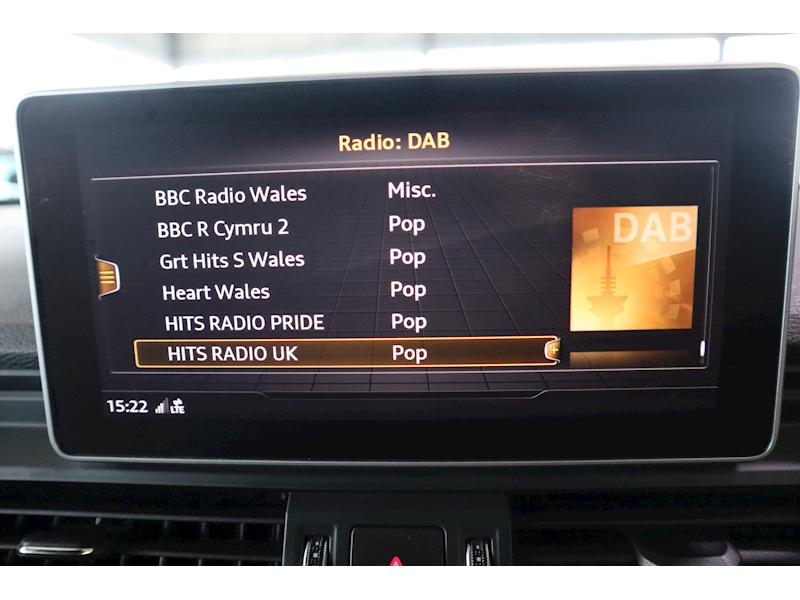 Radio: DAB
BBC Radio Wales Misc.
BBC R Cymru 2 Pop
Grt Hits S Wales Pop
Heart Wales Pop
HITS RADIO PRIDE Pop
HITS RADIO UK Pop
DAB
15:22 LTE